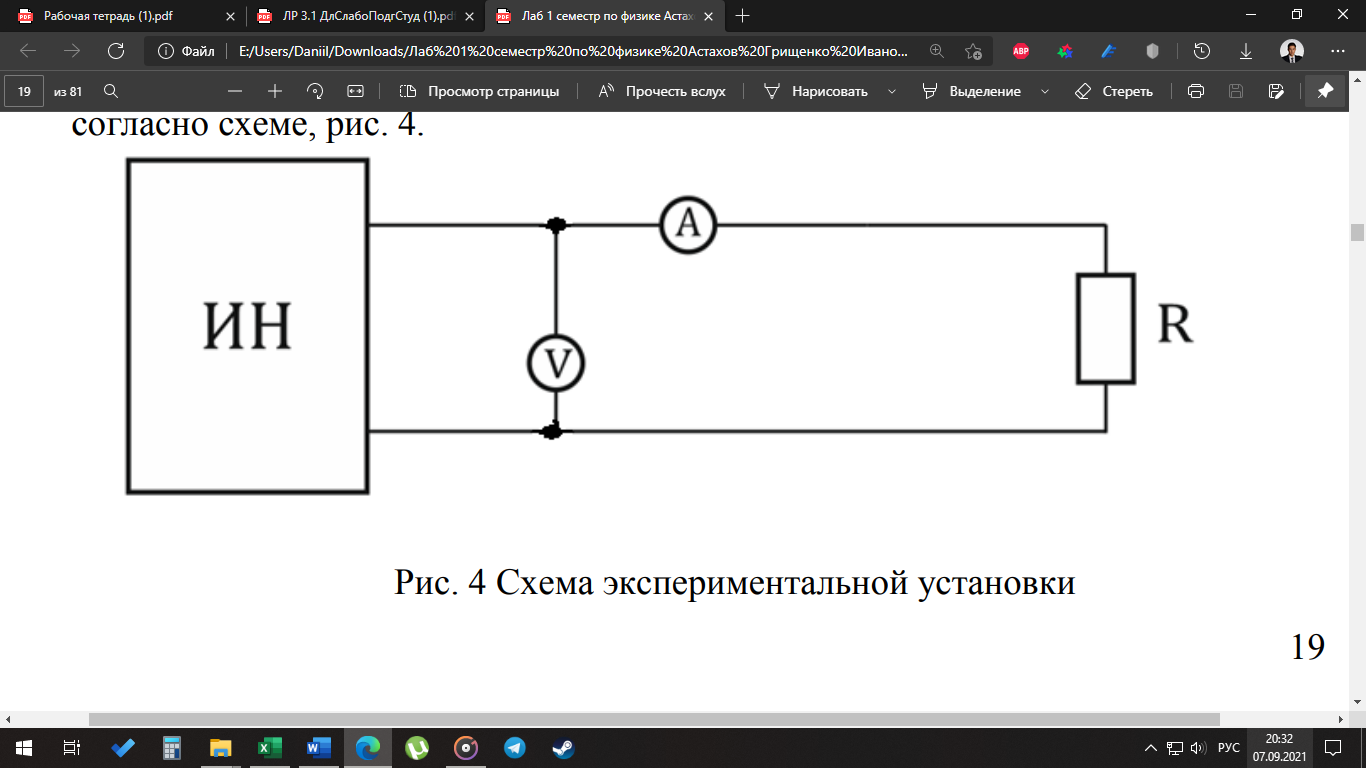 Рабочая тетрадь (1).pdf
ЛР 3.1 ДлСлабоПодгСтуд (1).pd
Лаб 1 семестр по физике Астах
Файл
E:/Users/Daniil/Downloads/Лаб%201%20семестр%20по%20физике%20Астахов%20Грищенко%20Ивано...
ABP
19 из 81
Просмотр страницы
Прочесть вслух
Нарисовать
Выделение
Стереть
согласно схеме, рис. 4.
A
ИН
V
R
Рис. 4 Схема экспериментальной установки
19
РУС
20:32
07.09.2021